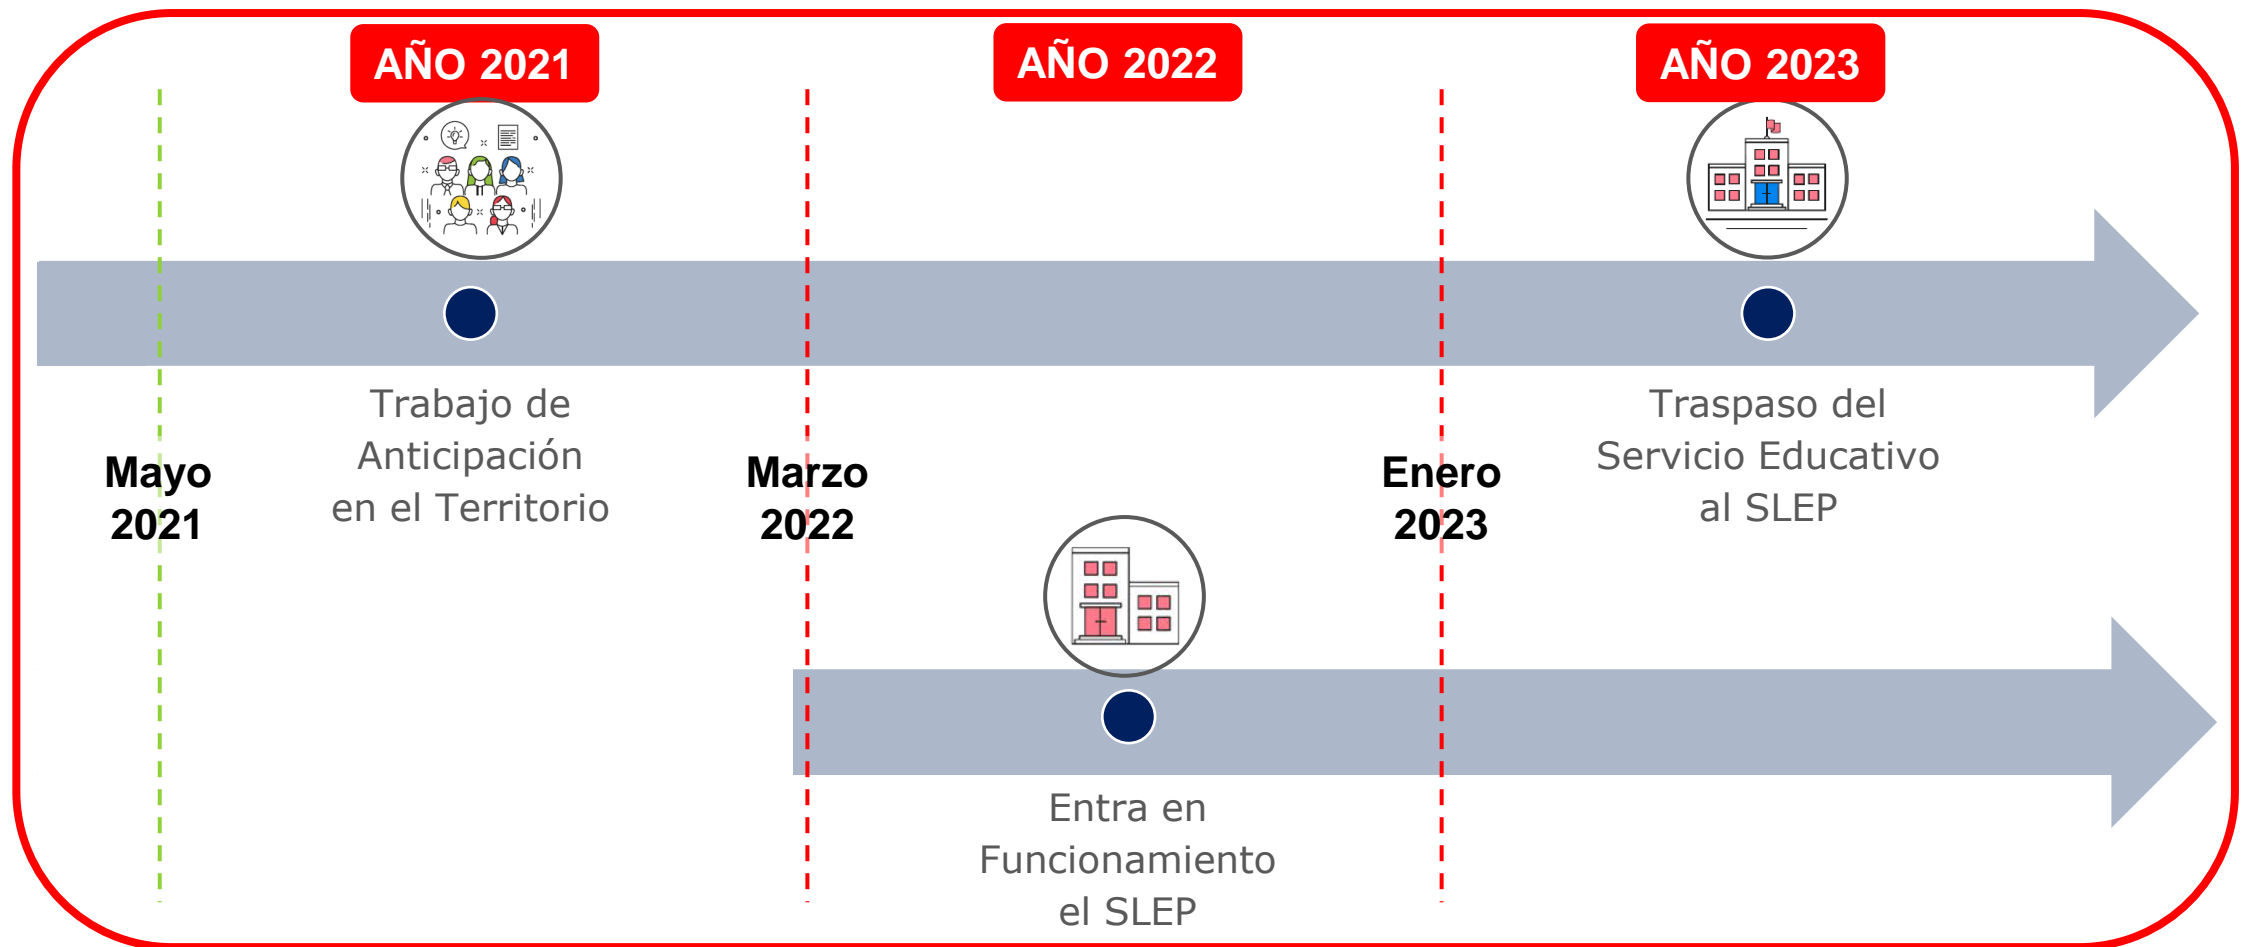 AÑO 2021
AÑO 2022
AÑO 2023
Trabajo de
Anticipación
en el Territorio
Traspaso del
Servicio Educativo
al SLEP
Mayo
2021
Marzo
2022
Enero
2023
Entra en
Funcionamiento
el SLEP